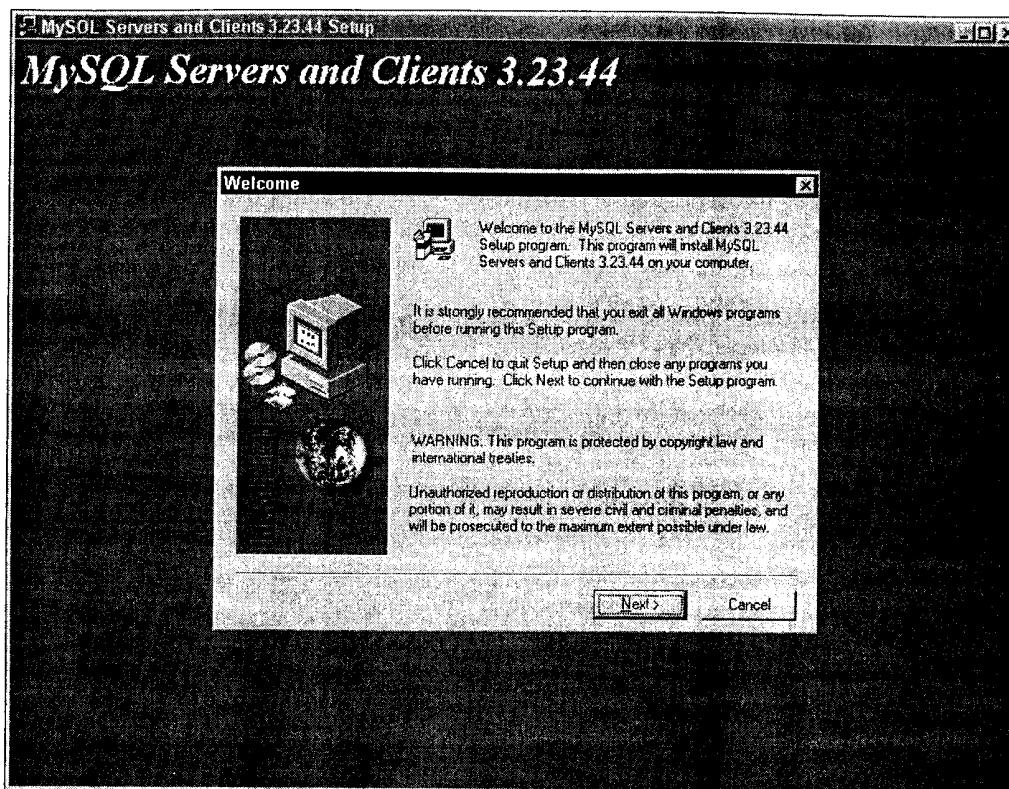 MySQL Servers and Clients 3.23.44 Setup
MySQL Servers and Clients 3.23.44
Welcome
Welcome to the MySQL Servers and Clients 3.23.44
Setup program. This program will install MySQL
Servers and Clients 3.23.44 on your computer.
It is strongly recommended that you exit all Windows programs
before running this Setup program.
Click Cancel to quit Setup and then close any programs you
have running. Click Next to continue with the Setup program.
WARNING: This program is protected by copyright law and
international treaties.
Unauthorized reproduction or distribution of this program, or any
portion of it, may result in severe civil and criminal penalties, and
will be prosecuted to the maximum extent possible under law.
Next >
Cancel